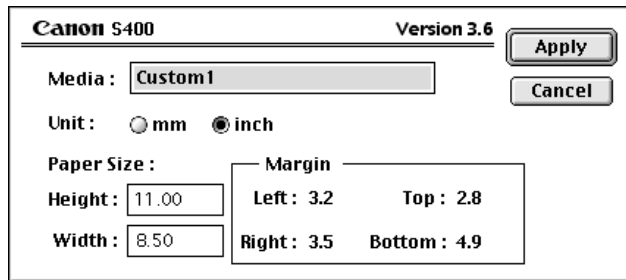 Canon S400 Version 3.6
Apply
Media : Custom1
Cancel
Unit : mm inch
Paper Size :
Margin
Height : 11.00
Left : 3.2 Top : 2.8
Width : 8.50
Right : 3.5 Bottom : 4.9